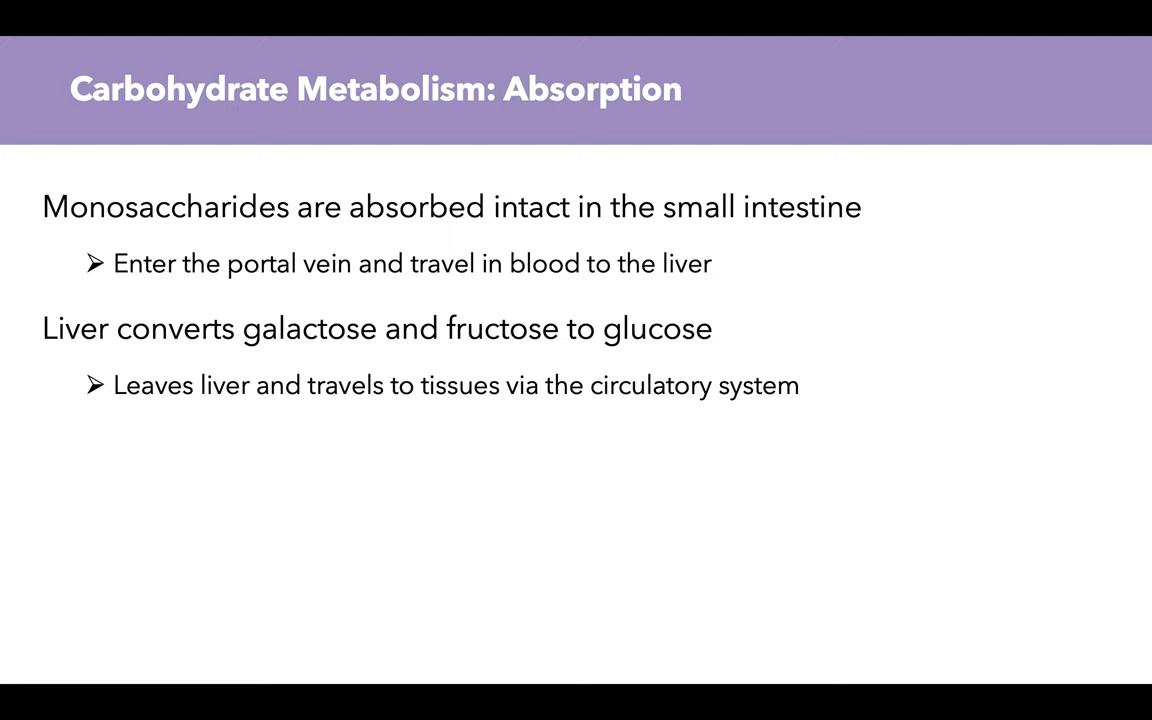 Carbohydrate Metabolism: Absorption
Monosaccharides are absorbed intact in the small intestine
➢ Enter the portal vein and travel in blood to the liver
Liver converts galactose and fructose to glucose
➢ Leaves liver and travels to tissues via the circulatory system